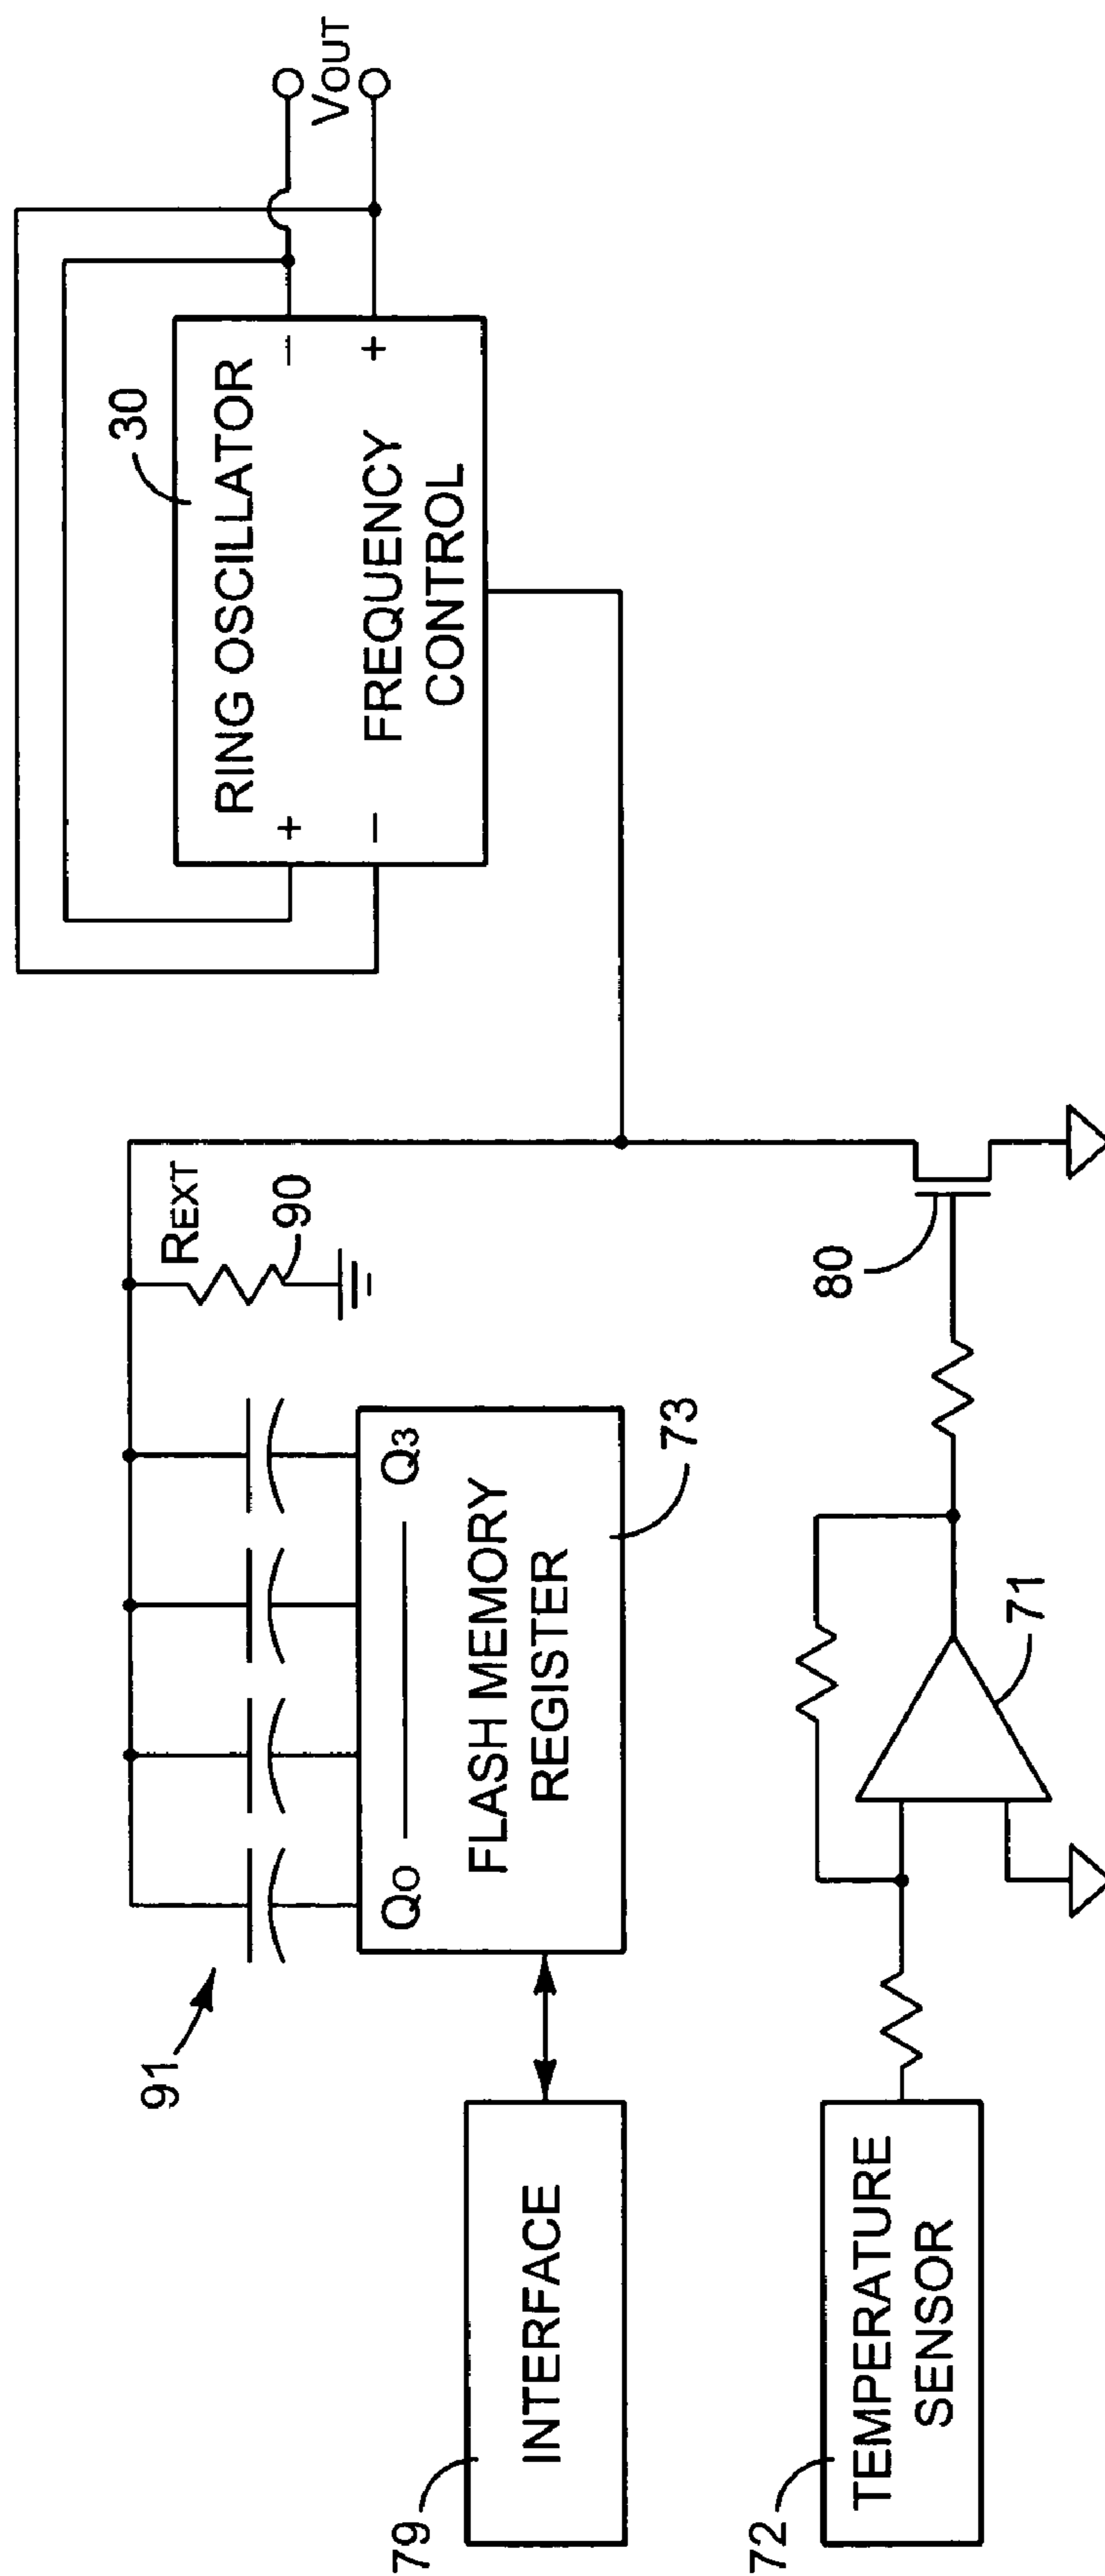 30
RING OSCILLATOR
+ −
− +
FREQUENCY
CONTROL
VOUT
91
REXT
90
Q0 Q3
FLASH MEMORY
REGISTER
73
79
INTERFACE
80
71
72
TEMPERATURE
SENSOR